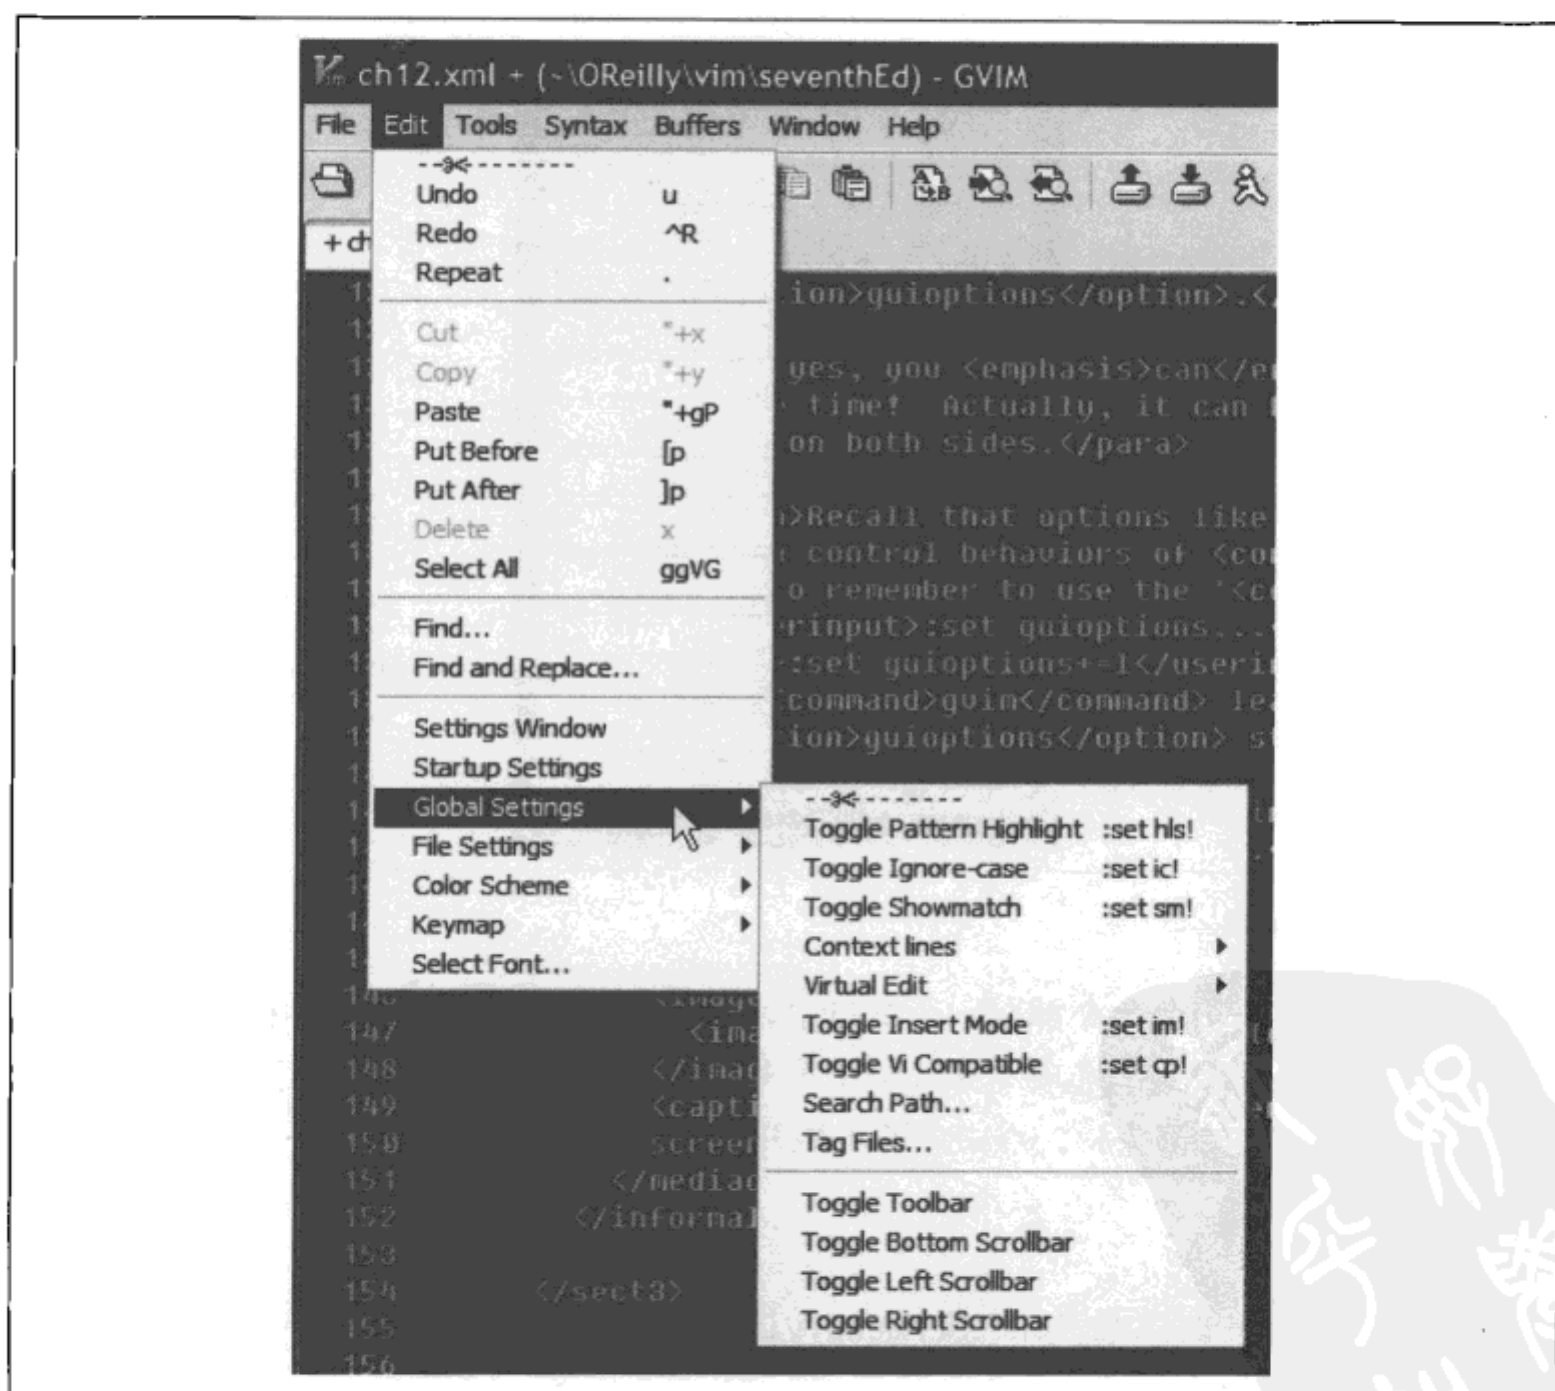 ch12.xml + (~\OReilly\vim\seventhEd) - GVIM
File Edit Tools Syntax Buffers Window Help
Undo u
Redo ^R
Repeat .
Cut "+x
Copy "+y
Paste "+gP
Put Before [p
Put After ]p
Delete x
Select All ggVG
Find...
Find and Replace...
Settings Window
Startup Settings
Global Settings
File Settings
Color Scheme
Keymap
Select Font...
Toggle Pattern Highlight :set hls!
Toggle Ignore-case :set ic!
Toggle Showmatch :set sm!
Context lines
Virtual Edit
Toggle Insert Mode :set im!
Toggle Vi Compatible :set cp!
Search Path...
Tag Files...
Toggle Toolbar
Toggle Bottom Scrollbar
Toggle Left Scrollbar
Toggle Right Scrollbar
+ ch
ion>guioptions</option>.</
yes, you <emphasis>can</e
time! Actually, it can
on both sides.</para>
>Recall that options like
control behaviors of <co
o remember to use the '<c
rinput>:set guioptions...
:set guioptions+=l</useri
command>gvim</command> le
ion>guioptions</option> s
147 <ima
148 </imag
149 <capti
150 screen
151 </mediao
152 </informal
153
154 </sect3>
155
156